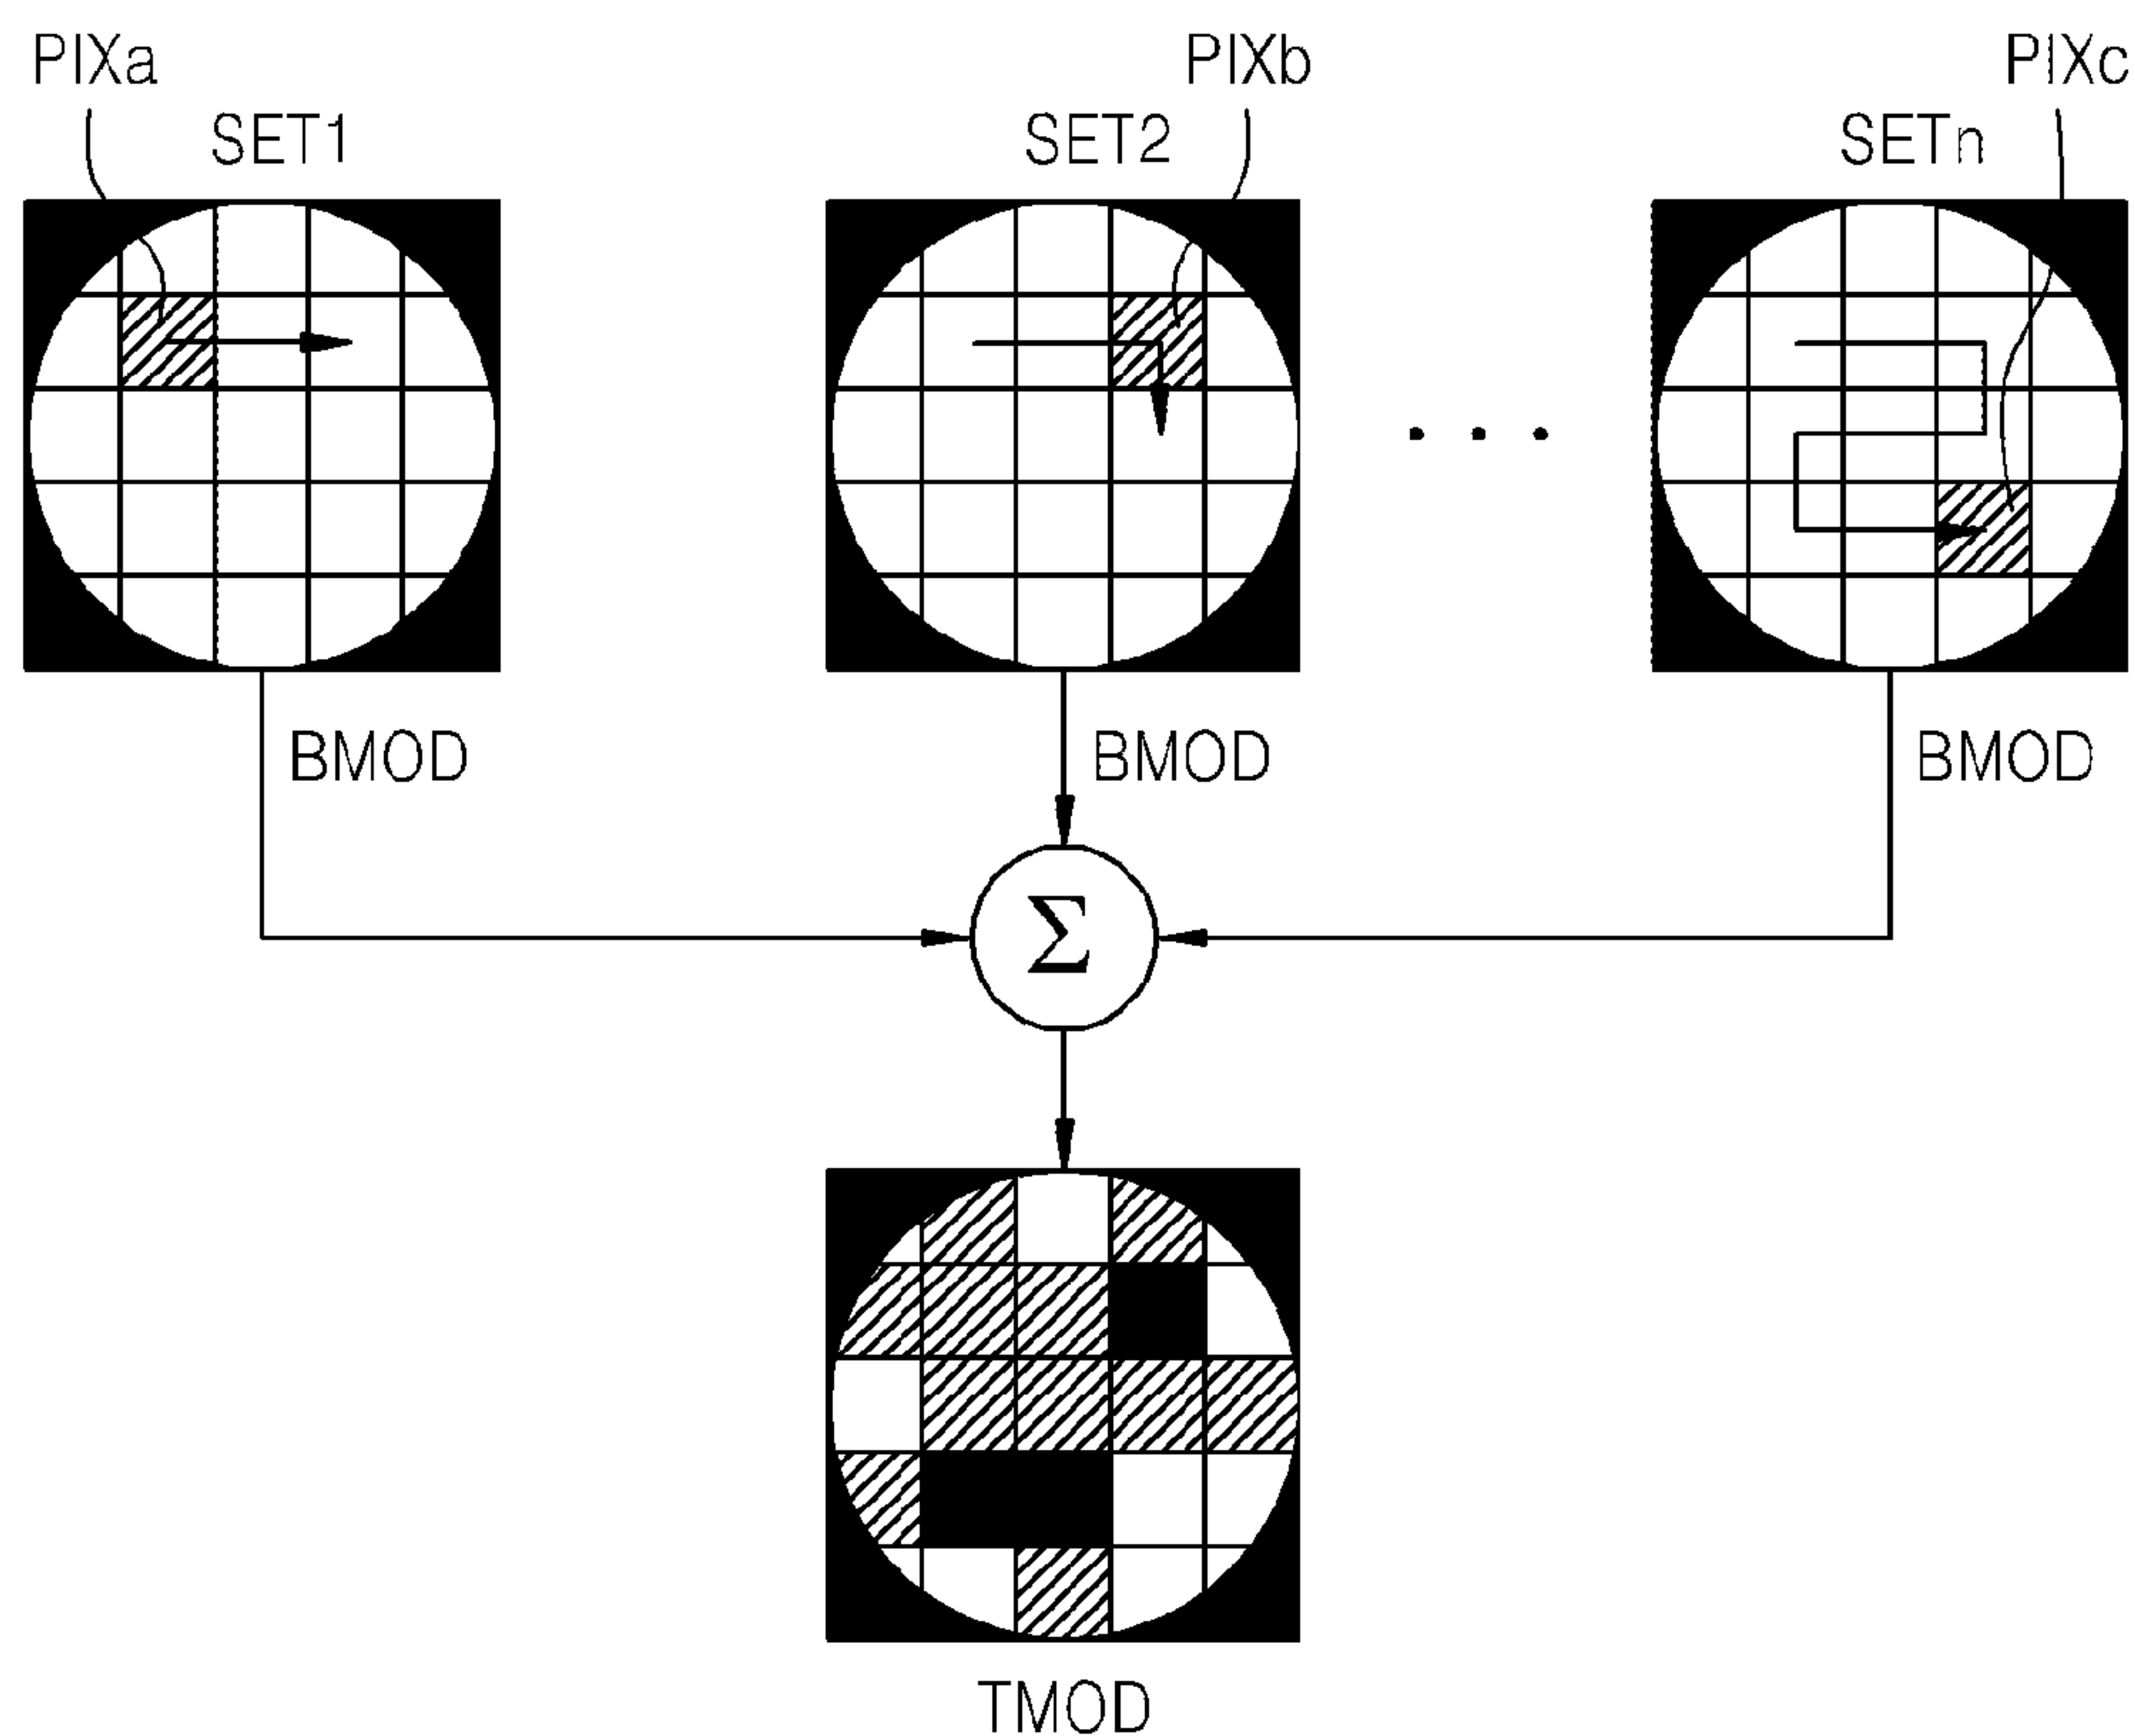 PIXa
PIXb
PIXc
SET1
SET2
SETn
BMOD
BMOD
BMOD
Σ
TMOD